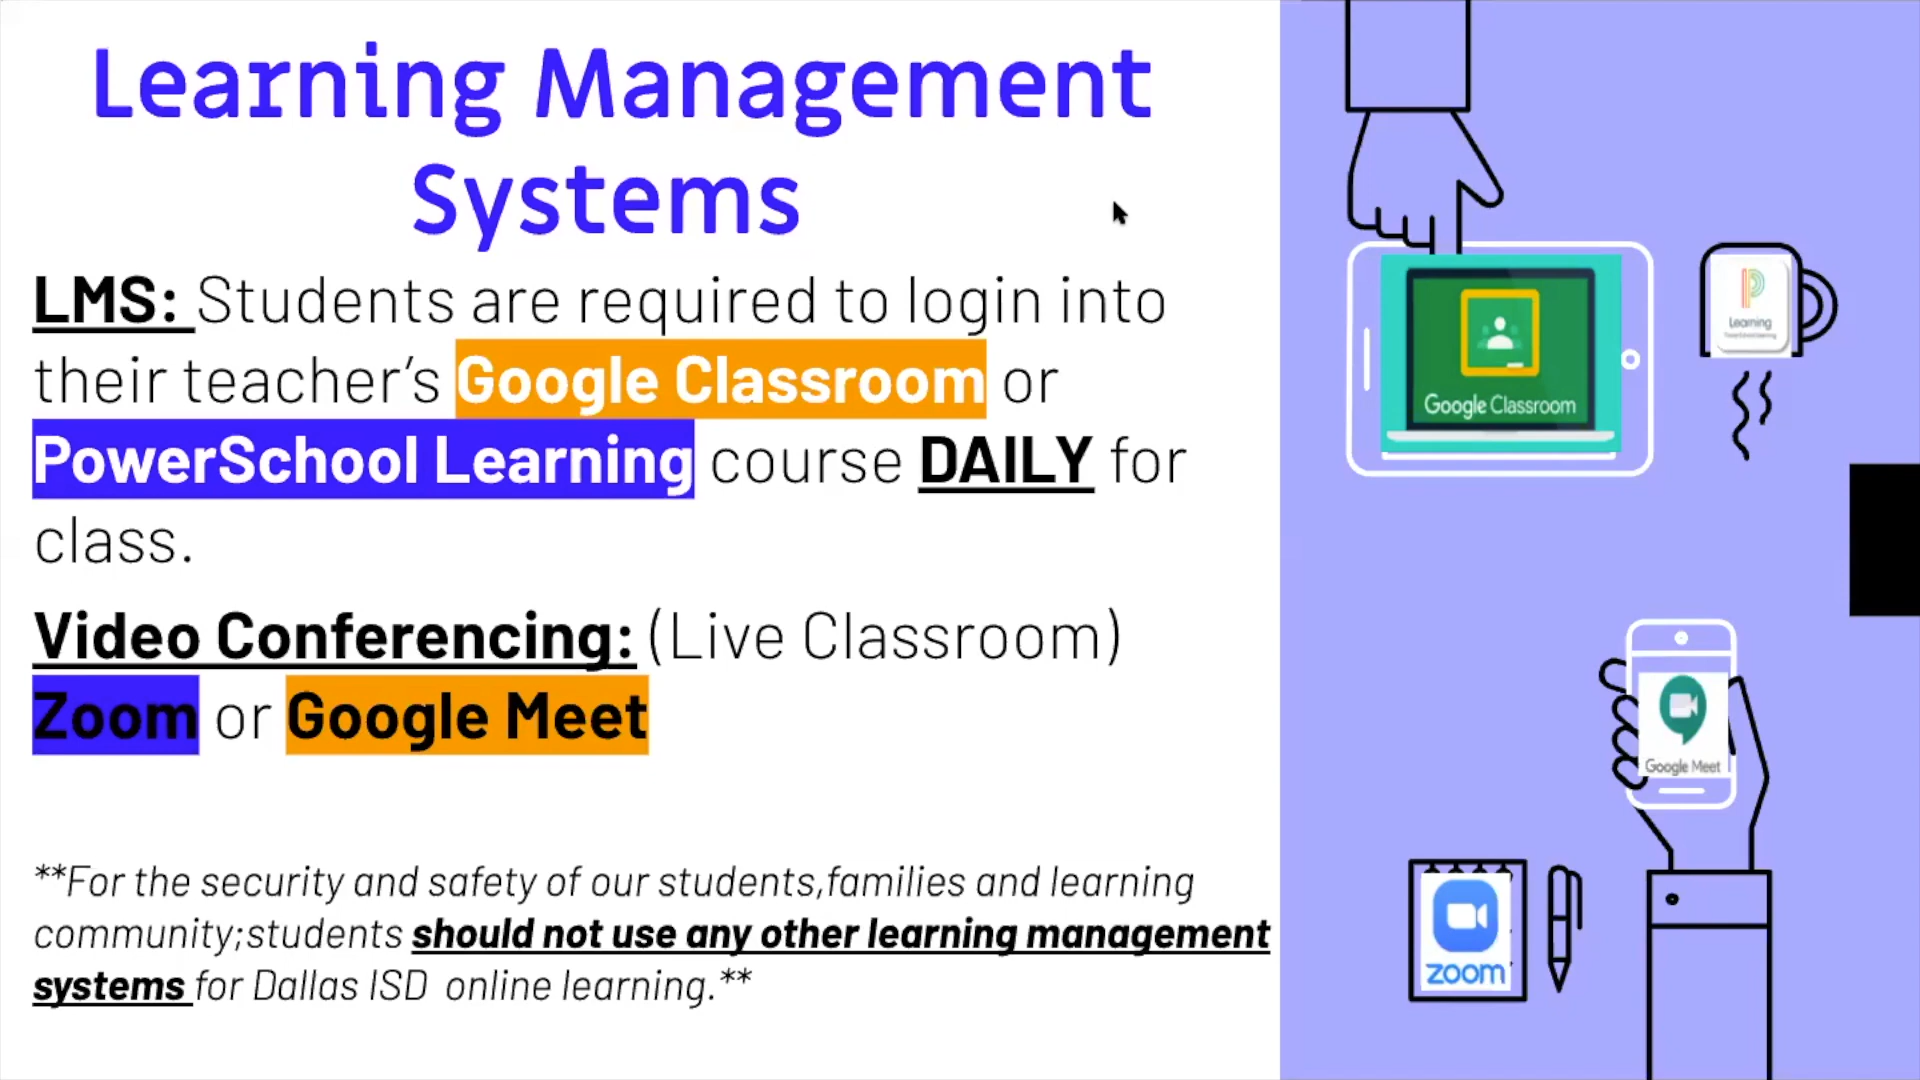 Learning Management
Systems
LMS: Students are required to login into
their teacher's Google Classroom or
PowerSchool Learning course DAILY for
class.
Video Conferencing: (Live Classroom)
Zoom or Google Meet
**For the security and safety of our students,families and learning
community;students should not use any other learning management
systems for Dallas ISD online learning.**
Google Classroom
Learning
Google Meet
zoom